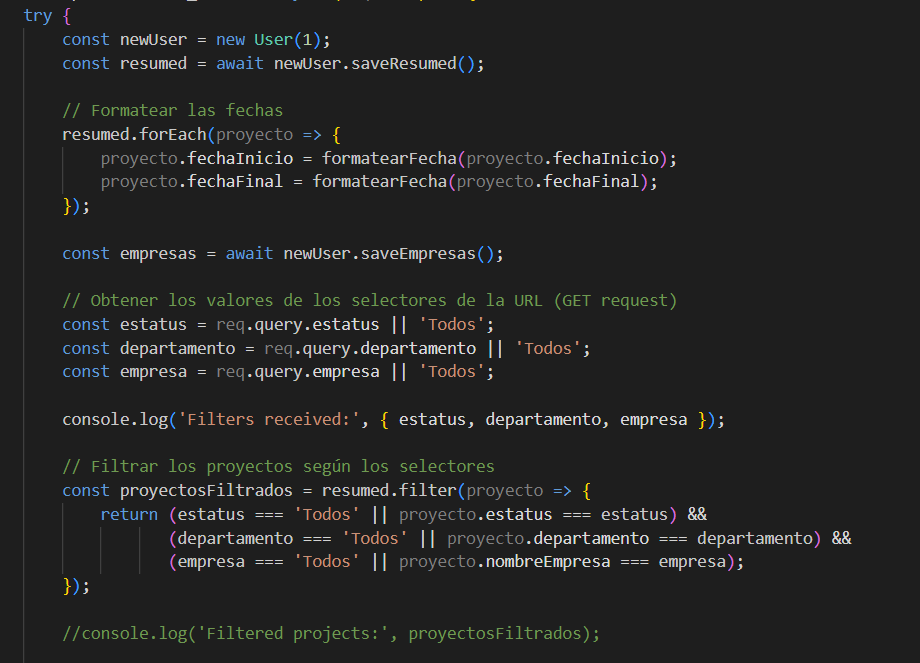 try {
const newUser = new User(1);
const resumed = await newUser.saveResumed();
// Formatear las fechas
resumed.forEach(proyecto => {
proyecto.fechaInicio = formatearFecha(proyecto.fechaInicio);
proyecto.fechaFinal = formatearFecha(proyecto.fechaFinal);
});
const empresas = await newUser.saveEmpresas();
// Obtener los valores de los selectores de la URL (GET request)
const estatus = req.query.estatus || 'Todos';
const departamento = req.query.departamento || 'Todos';
const empresa = req.query.empresa || 'Todos';
console.log('Filters received:', { estatus, departamento, empresa });
// Filtrar los proyectos según los selectores
const proyectosFiltrados = resumed.filter(proyecto => {
return (estatus === 'Todos' || proyecto.estatus === estatus) &&
(departamento === 'Todos' || proyecto.departamento === departamento) &&
(empresa === 'Todos' || proyecto.nombreEmpresa === empresa);
});
//console.log('Filtered projects:', proyectosFiltrados);